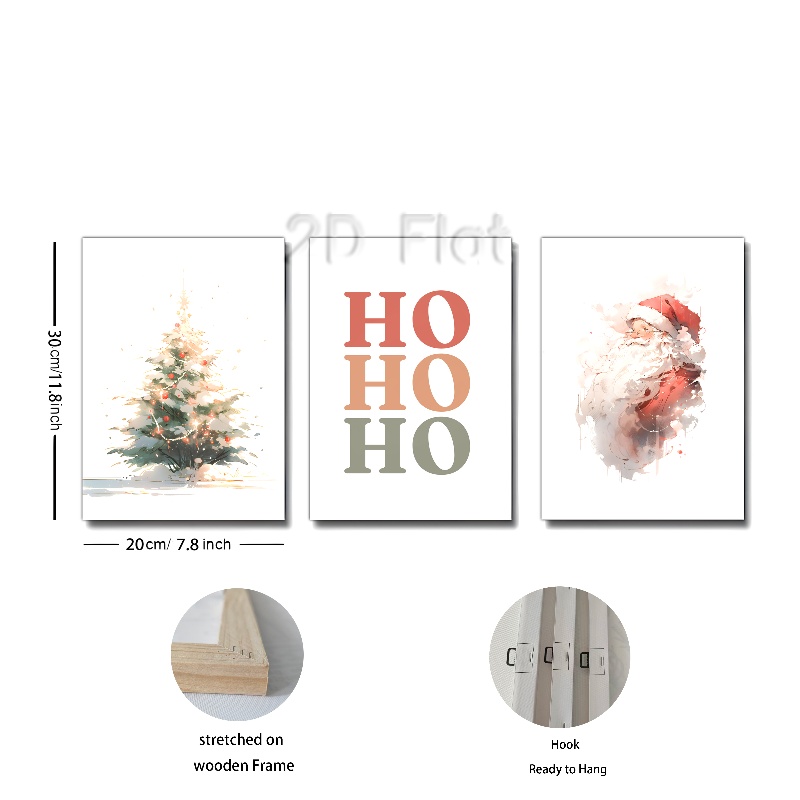 2D Flat
HO
HO
HO
30cm/11.8inch
20cm/ 7.8 inch
stretched on
wooden Frame
Hook
Ready to Hang